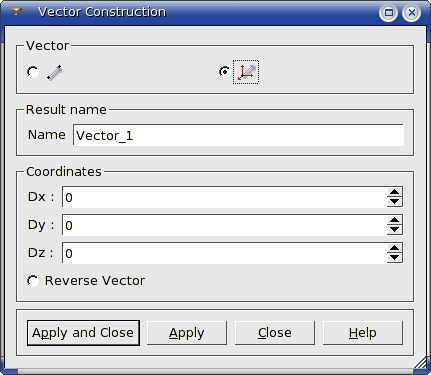 Vector Construction
Vector
Result name
Name Vector_1
Coordinates
Dx : 0
Dy : 0
Dz : 0
Reverse Vector
Apply and Close Apply Close Help